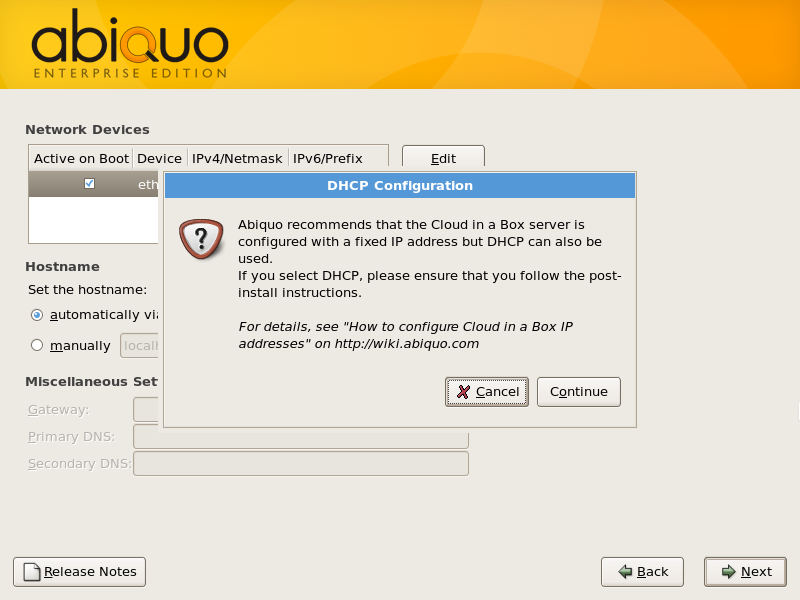 abiquo
ENTERPRISE EDITION
Network Devices
Active on Boot Device IPv4/Netmask IPv6/Prefix
Edit
DHCP Configuration
Abiquo recommends that the Cloud in a Box server is
configured with a fixed IP address but DHCP can also be
used.
If you select DHCP, please ensure that you follow the post-
install instructions.
For details, see "How to configure Cloud in a Box IP
addresses" on http://wiki.abiquo.com
Cancel Continue
Hostname
Set the hostname:
automatically via
manually
Miscellaneous
Gateway:
Primary DNS:
Secondary DNS:
Release Notes Back Next